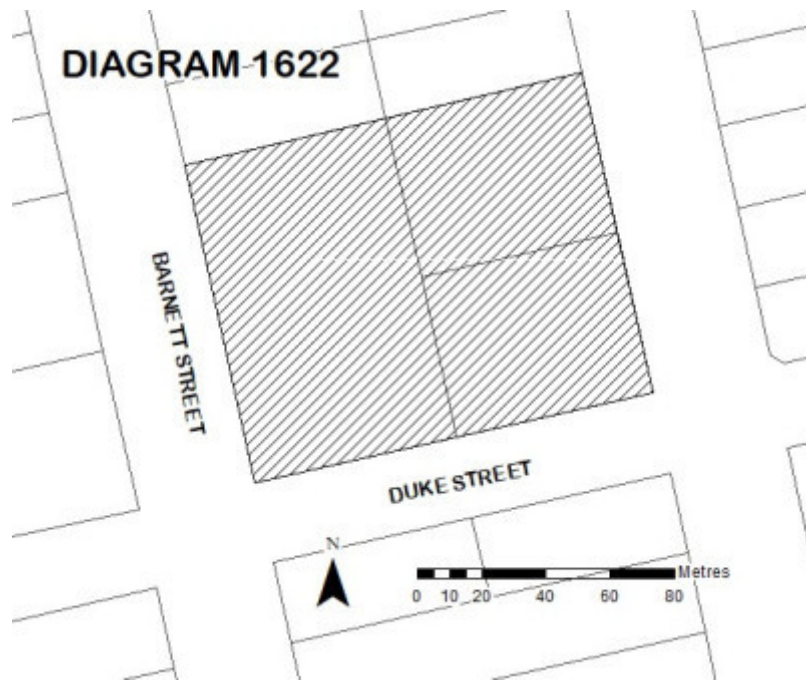 DIAGRAM 1622
BARNETT STREET
DUKE STREET
N
Metres
0 10 20 40 60 80